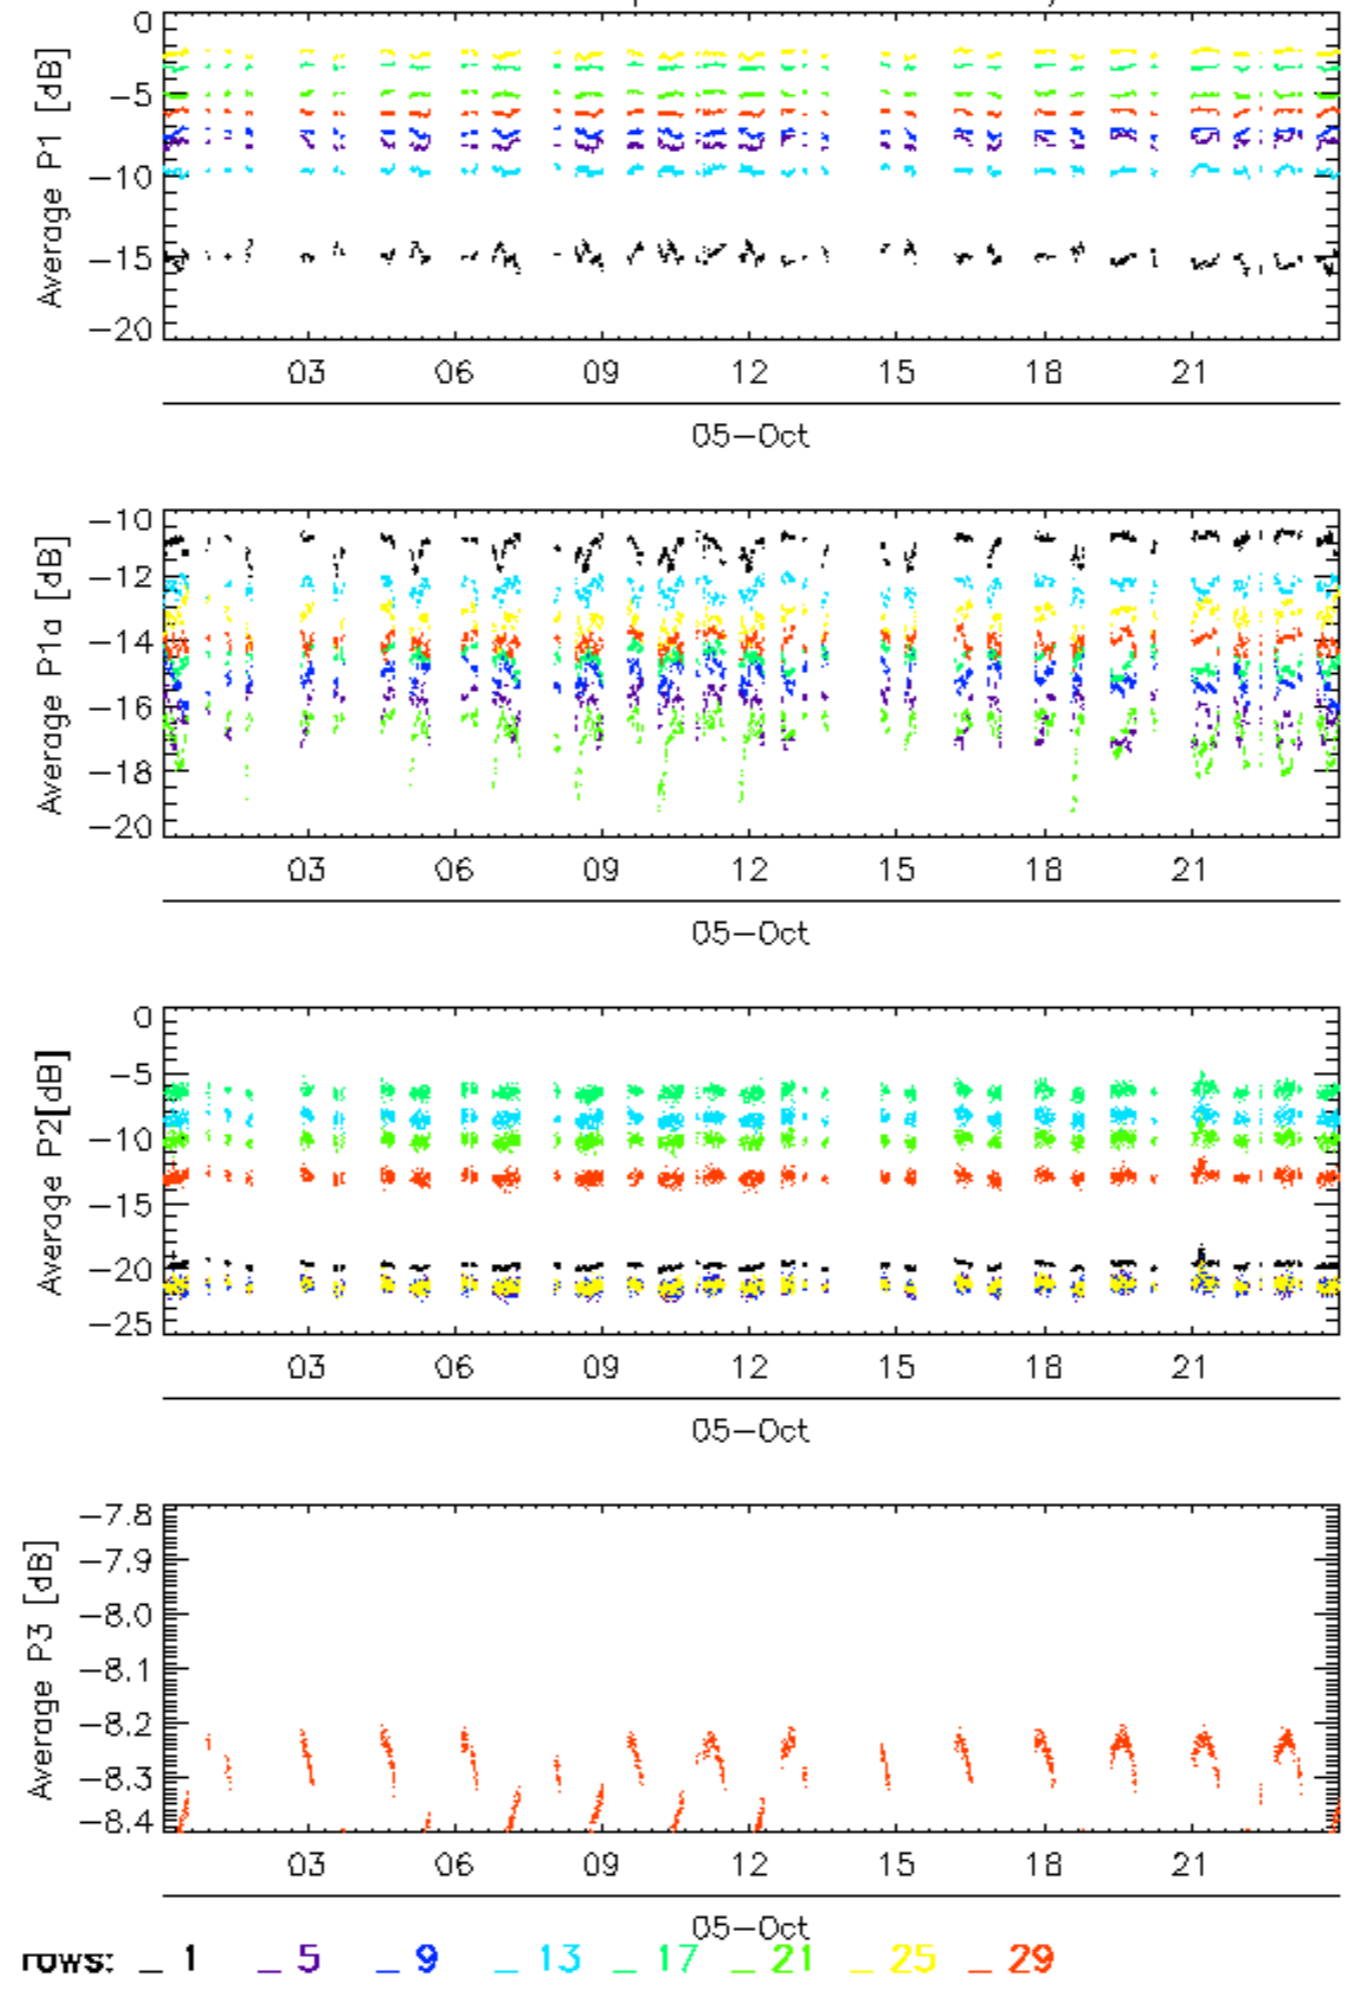 Average P1 [dB]
0
−5
−10
−15
−20
03 06 09 12 15 18 21
05−Oct
Average P1a [dB]
−10
−12
−14
−16
−18
−20
03 06 09 12 15 18 21
05−Oct
Average P2[dB]
0
−5
−10
−15
−20
−25
03 06 09 12 15 18 21
05−Oct
Average P3 [dB]
−7.8
−7.9
−8.0
−8.1
−8.2
−8.3
−8.4
03 06 09 12 15 18 21
05−Oct
rows: _ 1 _ 5 _ 9 _ 13 _ 17 _ 21 _ 25 _ 29